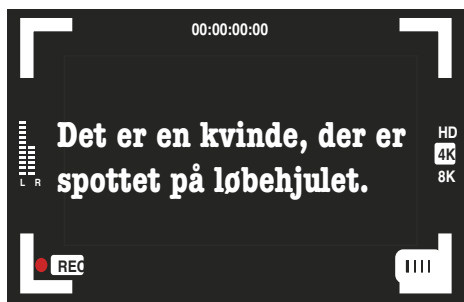 00:00:00:00
Det er en kvinde, der er
spottet på løbehjulet.
HD
4K
8K
L R
REC